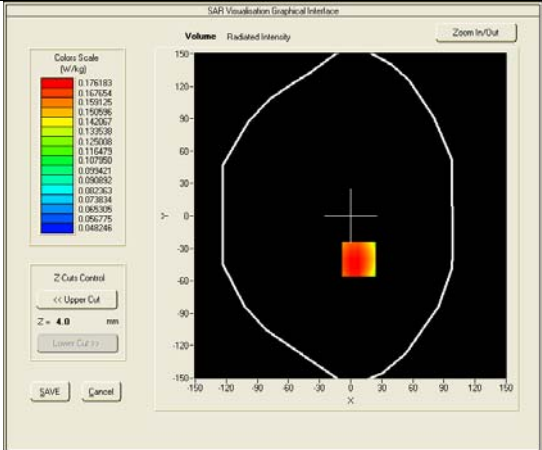 SAR Visualisation Graphical Interface
Volume Radiated Intensity
Zoom In/Out
Colors Scale
(W/kg)
0.176183
0.167654
0.159125
0.150596
0.142067
0.133538
0.125008
0.116479
0.107950
0.099421
0.090892
0.082363
0.073834
0.065305
0.056775
0.048246
Z-Cuts Control
<< Upper Cut
Z = 4.0 mm
Lower Cut >>
SAVE Cancel
150
120
90
60
30
0
-30
-60
-90
-120
-150
Y
-150 -120 -90 -60 -30 0 30 60 90 120 150
X